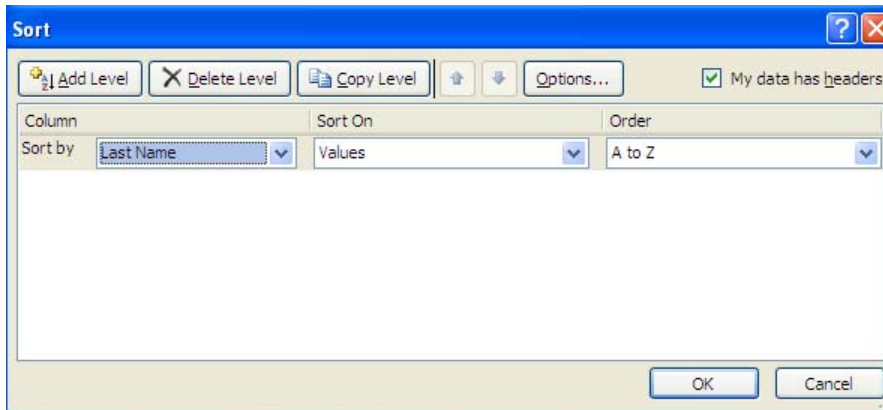 Sort
Add Level Delete Level Copy Level Options... My data has headers
Column Sort On Order
Sort by Last Name Values A to Z
OK Cancel